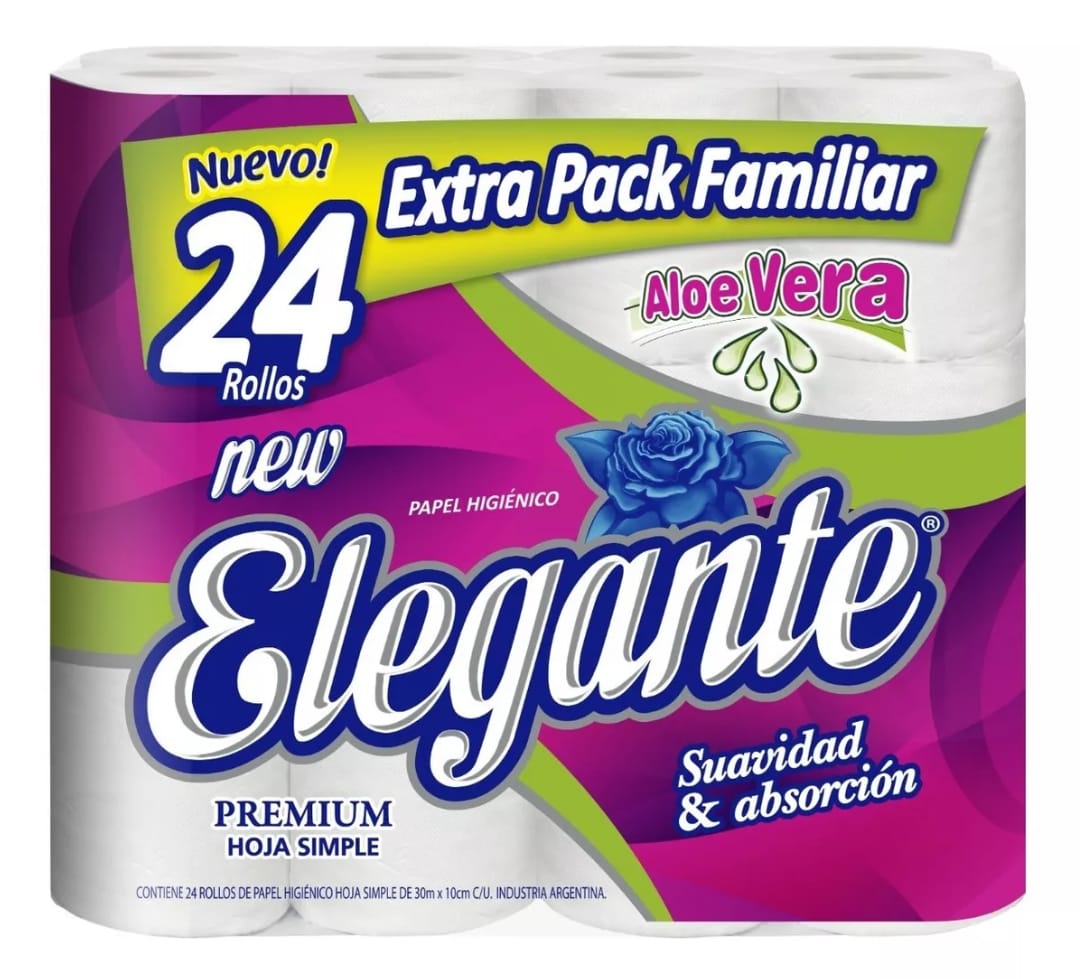 Nuevo!
24
Rollos
Extra Pack Familiar
Aloe Vera
new
PAPEL HIGIÉNICO
Elegante®
Suavidad
& absorción
PREMIUM
HOJA SIMPLE
CONTIENE 24 ROLLOS DE PAPEL HIGIÉNICO HOJA SIMPLE DE 30m x 10cm C/U. INDUSTRIA ARGENTINA.